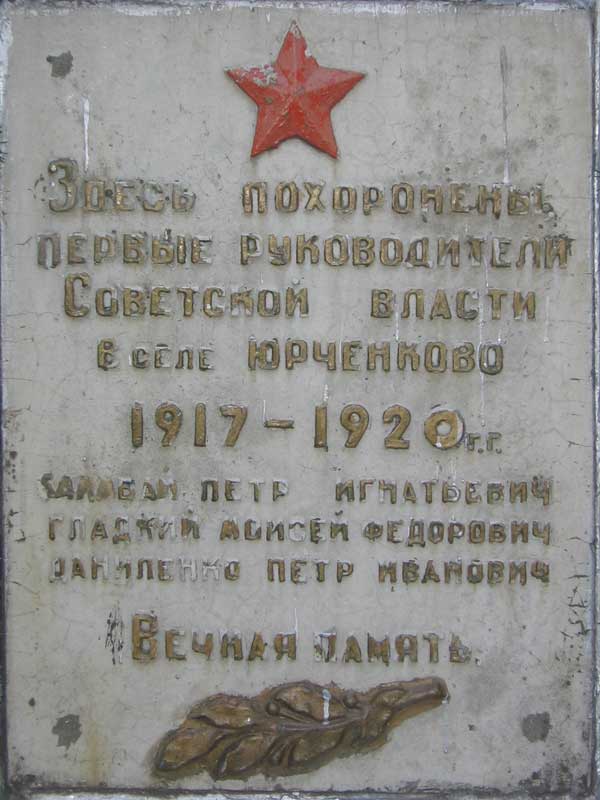 Здесь похоронены
первые руководители
Советской власти
в селе Юрченково
1917-1920 г.г.
Балабай Петр Игнатьевич
Гладкий Моисей Федорович
Даниленко Петр Иванович
Вечная память.